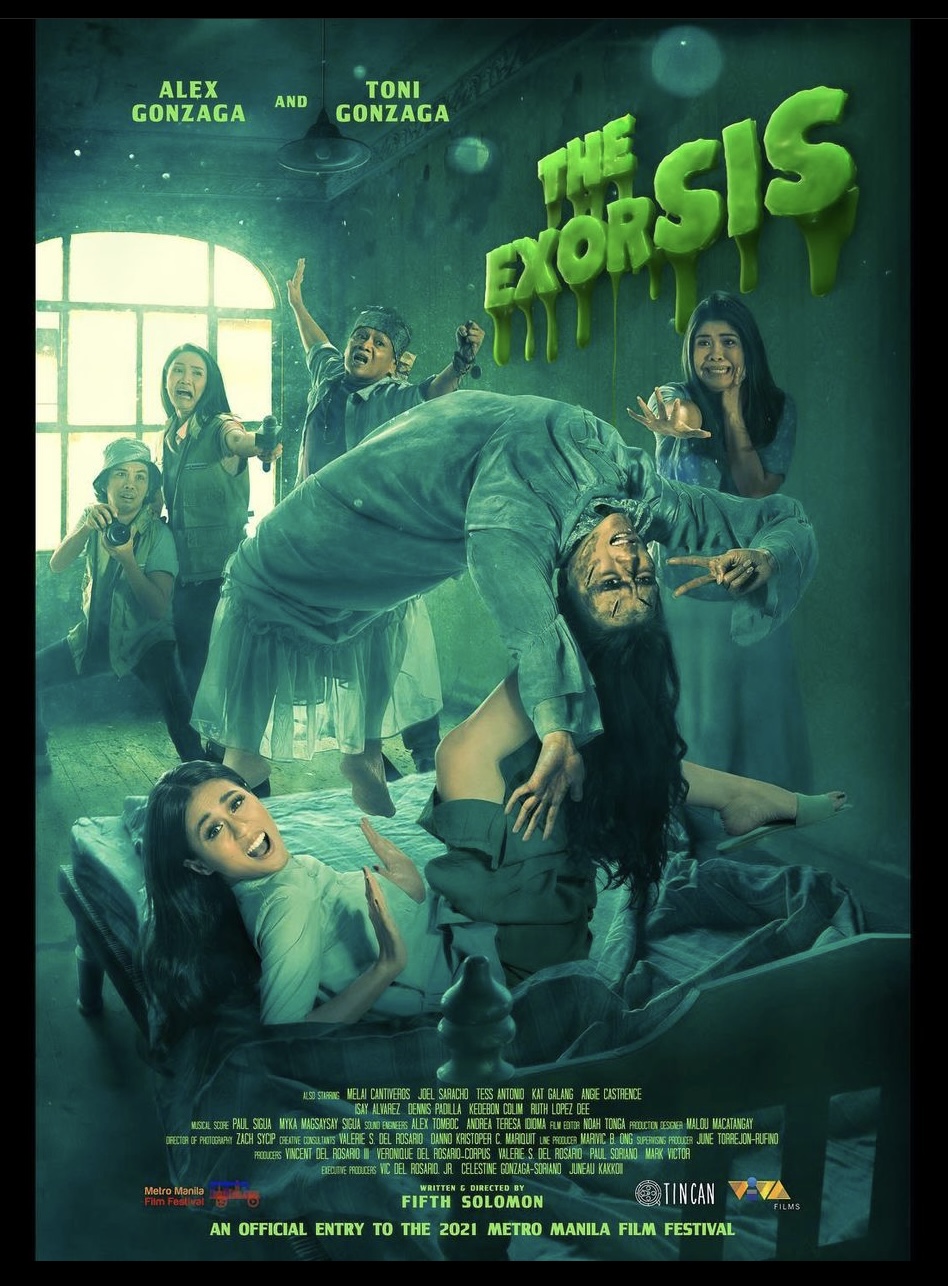 ALEX GONZAGA AND TONI GONZAGA
THE
EXORSIS
ALSO STARRING MELAI CANTIVEROS JOEL SARACHO TESS ANTONIO KAT GALANG ANGIE CASTRENCE
ISAY ALVAREZ DENNIS PADILLA KEDEBON COLIM RUTH LOPEZ DEE
MUSICAL SCORE PAUL SIGUA MYKA MAGSAYSAY SIGUA SOUND ENGINEERS ALEX TOMBOC ANDREA TERESA IDIOMA FILM EDITOR NOAH TONGA PRODUCTION DESIGNER MALOU MACATANGAY
DIRECTOR OF PHOTOGRAPHY ZACH SYCIP CREATIVE CONSULTANTS VALERIE S. DEL ROSARIO DANNO KRISTOPER C. MARIQUIT LINE PRODUCER MARIVIC B. ONG SUPERVISING PRODUCER JUNE TORREJON-RUFINO
PRODUCERS VINCENT DEL ROSARIO III VERONIQUE DEL ROSARIO-CORPUS VALERIE S. DEL ROSARIO PAUL SORIANO MARK VICTOR
EXECUTIVE PRODUCERS VIC DEL ROSARIO, JR. CELESTINE GONZAGA-SORIANO JUNEAU KAKKOII
WRITTEN & DIRECTED BY
FIFTH SOLOMON
Metro Manila
Film Festival
TINCAN
VIVA
FILMS
AN OFFICIAL ENTRY TO THE 2021 METRO MANILA FILM FESTIVAL